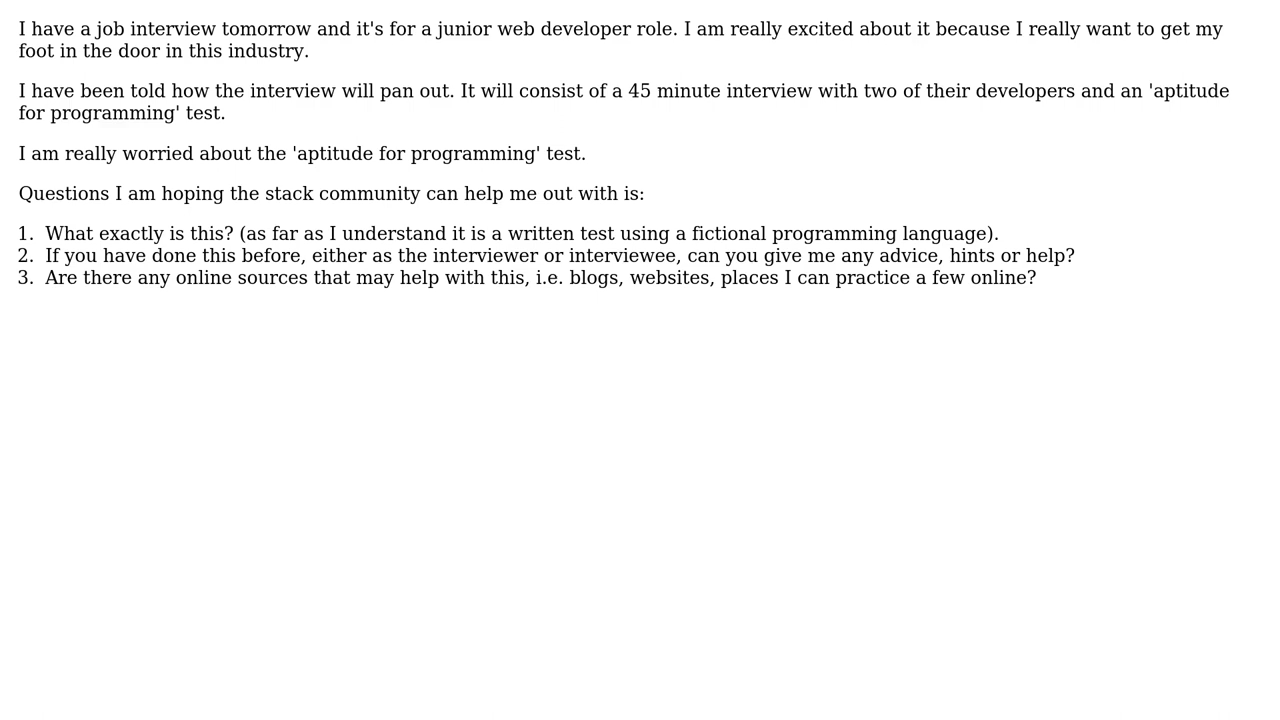 I have a job interview tomorrow and it's for a junior web developer role. I am really excited about it because I really want to get my
foot in the door in this industry.
I have been told how the interview will pan out. It will consist of a 45 minute interview with two of their developers and an 'aptitude
for programming' test.
I am really worried about the 'aptitude for programming' test.
Questions I am hoping the stack community can help me out with is:
1. What exactly is this? (as far as I understand it is a written test using a fictional programming language).
2. If you have done this before, either as the interviewer or interviewee, can you give me any advice, hints or help?
3. Are there any online sources that may help with this, i.e. blogs, websites, places I can practice a few online?